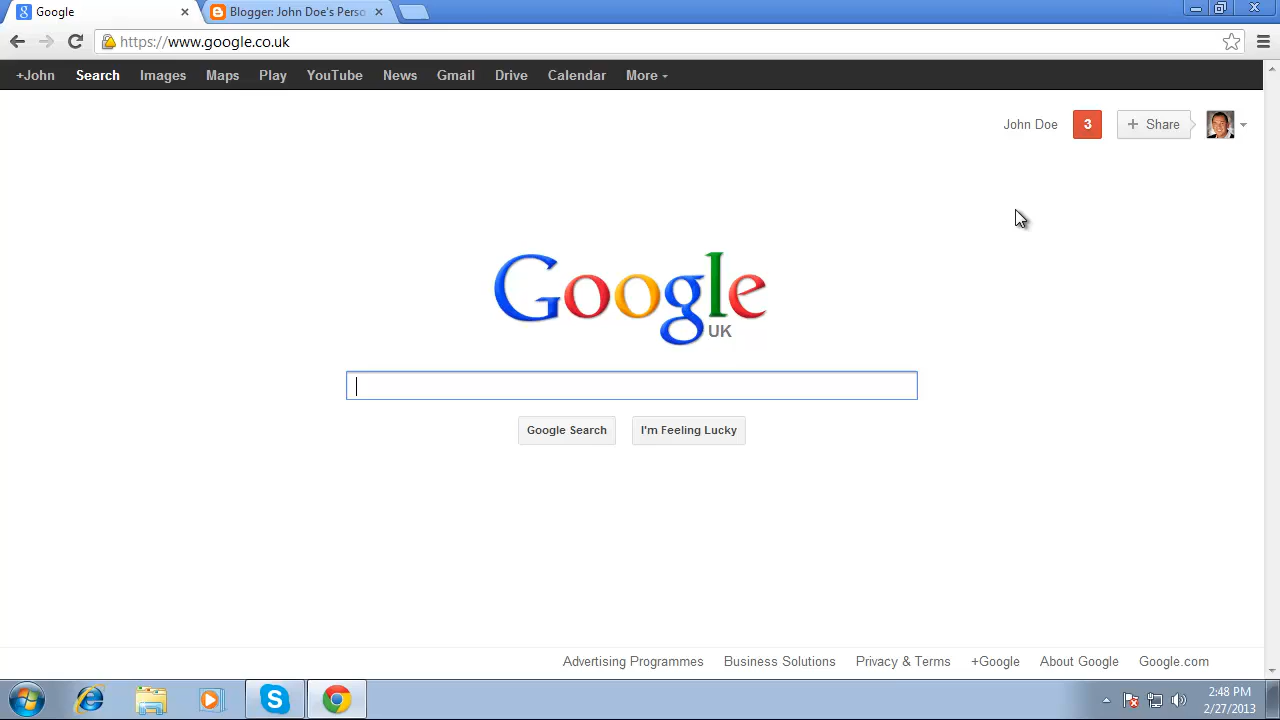 Google
Blogger: John Doe's Perso
https://www.google.co.uk
+John Search Images Maps Play YouTube News Gmail Drive Calendar More
John Doe 3 + Share
Google
UK
Google Search I'm Feeling Lucky
Advertising Programmes Business Solutions Privacy & Terms +Google About Google Google.com
2:48 PM
2/27/2013